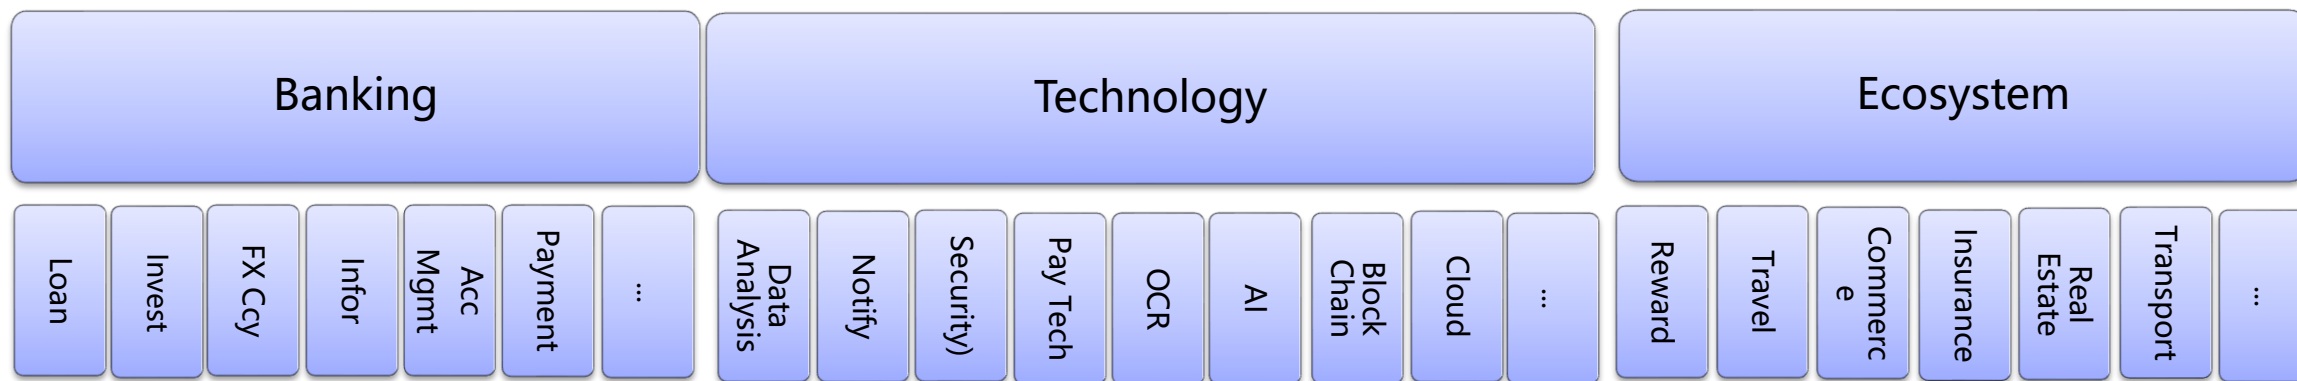 Banking
Technology
Ecosystem
Loan
Invest
FX Ccy
Infor
Acc
Mgmt
Payment
...
Data
Analysis
Notify
Security)
Pay Tech
OCR
AI
Block
Chain
Cloud
...
Reward
Travel
Commerc
e
Insurance
Real
Estate
Transport
...